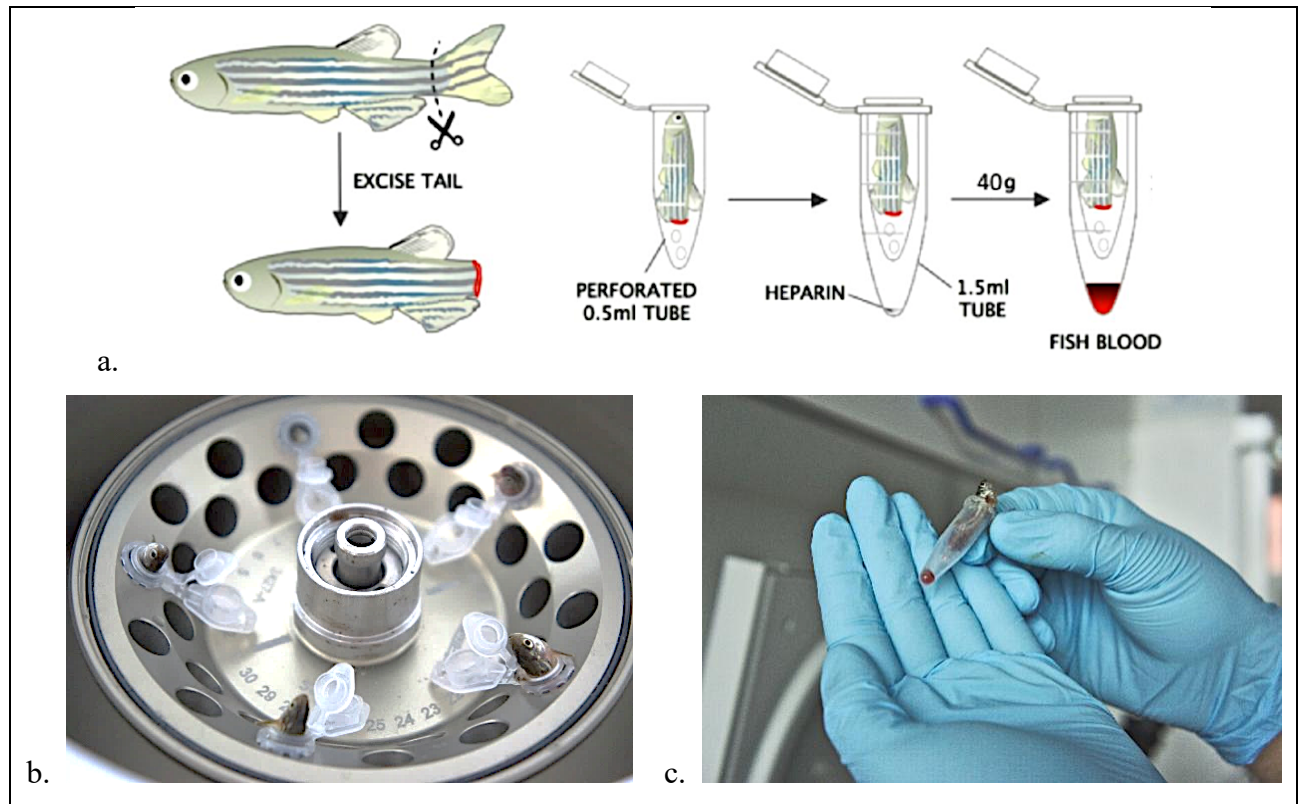 EXCISE TAIL
PERFORATED
0.5ml TUBE
HEPARIN
40g
1.5ml
TUBE
FISH BLOOD
a.
30 29
25 24 23
b.
c.